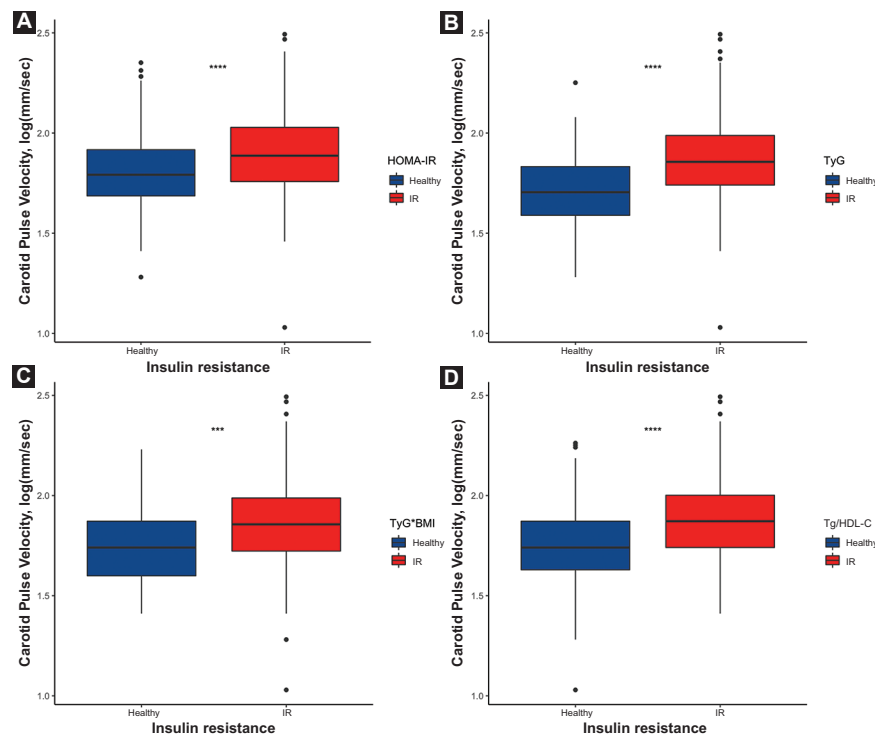 A
Carotid Pulse Velocity, log(mm/sec)
2.5
2.0
1.5
1.0
****
Healthy
IR
Insulin resistance
HOMA-IR
Healthy
IR
B
Carotid Pulse Velocity, log(mm/sec)
2.5
2.0
1.5
1.0
****
Healthy
IR
Insulin resistance
TyG
Healthy
IR
C
Carotid Pulse Velocity, log(mm/sec)
2.5
2.0
1.5
1.0
***
Healthy
IR
Insulin resistance
TyG*BMI
Healthy
IR
D
Carotid Pulse Velocity, log(mm/sec)
2.5
2.0
1.5
1.0
****
Healthy
IR
Insulin resistance
Tg/HDL-C
Healthy
IR